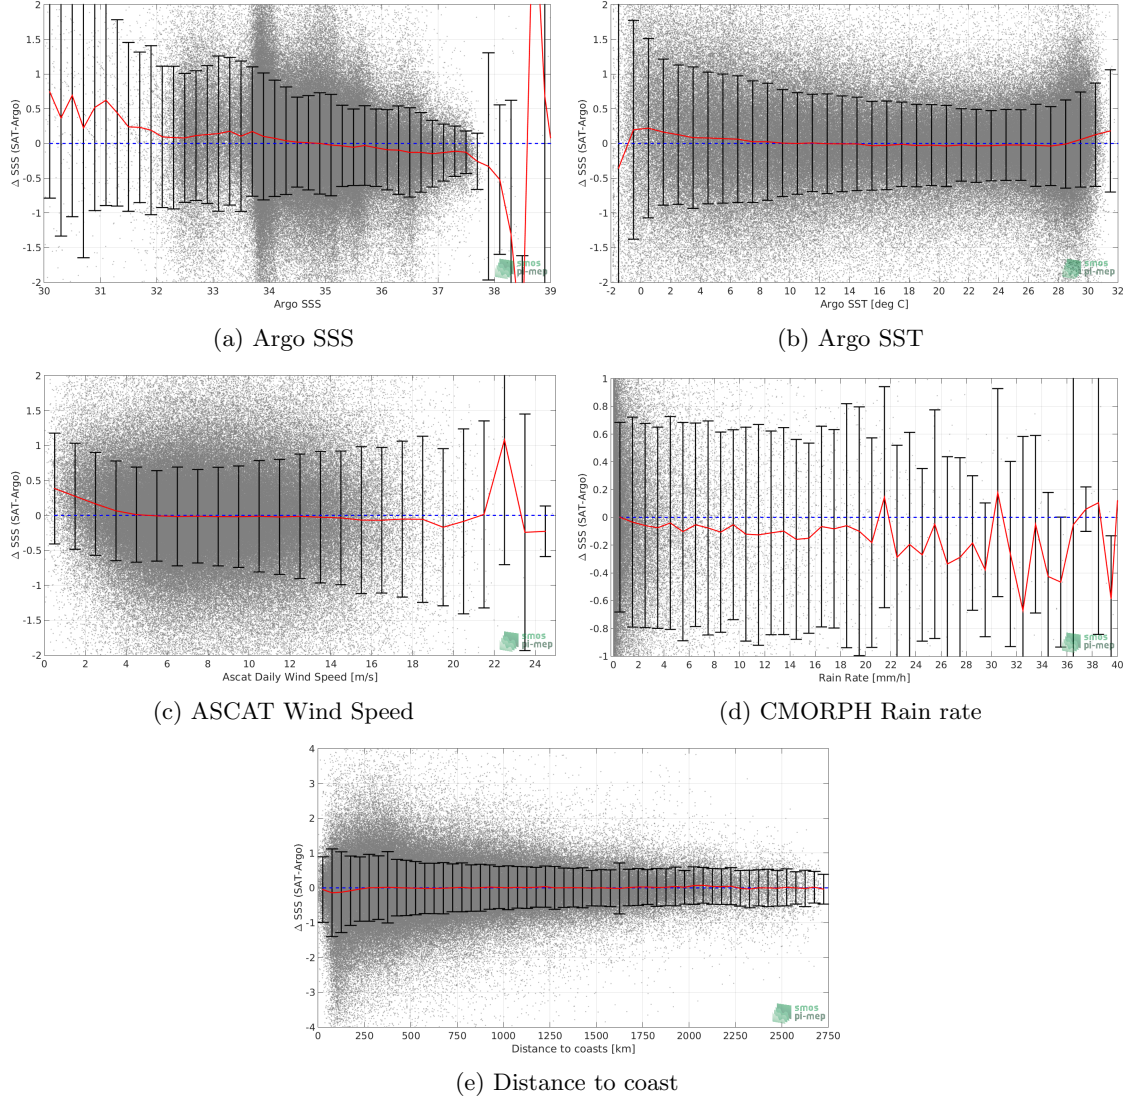 2
1.5
1
0.5
0
-0.5
-1
-1.5
-2
Δ SSS (SAT-Argo)
30 31 32 33 34 35 36 37 38 39
Argo SSS
smos
pi-mep
(a) Argo SSS
2
1.5
1
0.5
0
-0.5
-1
-1.5
-2
Δ SSS (SAT-Argo)
-2 0 2 4 6 8 10 12 14 16 18 20 22 24 26 28 30 32
Argo SST [deg C]
smos
pi-mep
(b) Argo SST
2
1.5
1
0.5
0
-0.5
-1
-1.5
-2
Δ SSS (SAT-Argo)
0 2 4 6 8 10 12 14 16 18 20 22 24
Ascat Daily Wind Speed [m/s]
smos
pi-mep
(c) ASCAT Wind Speed
1
0.8
0.6
0.4
0.2
0
-0.2
-0.4
-0.6
-0.8
-1
Δ SSS (SAT-Argo)
0 2 4 6 8 10 12 14 16 18 20 22 24 26 28 30 32 34 36 38 40
Rain Rate [mm/h]
smos
pi-mep
(d) CMORPH Rain rate
4
3
2
1
0
-1
-2
-3
-4
Δ SSS (SAT-Argo)
0 250 500 750 1000 1250 1500 1750 2000 2250 2500 2750
Distance to coasts [km]
smos
pi-mep
(e) Distance to coast